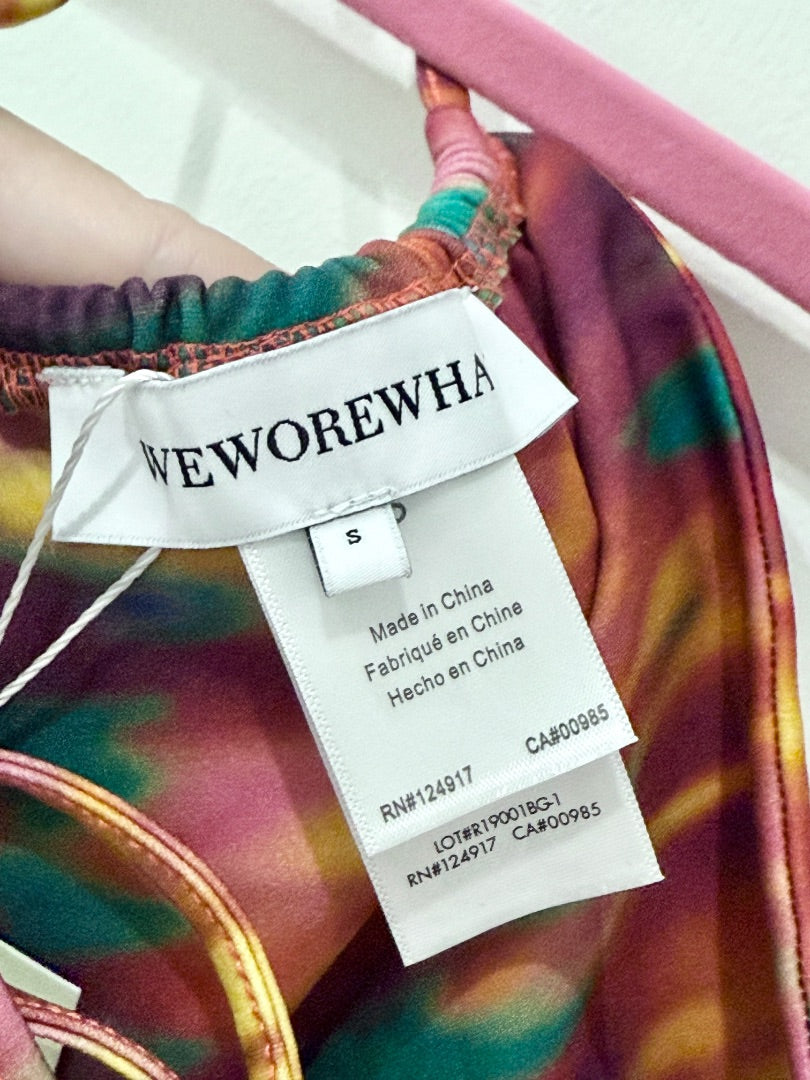 WEWOREWHA
S
Made in China
Fabriqué en Chine
Hecho en China
RN#124917 CA#00985
LOT#R19001BG-1
RN#124917 CA#00985